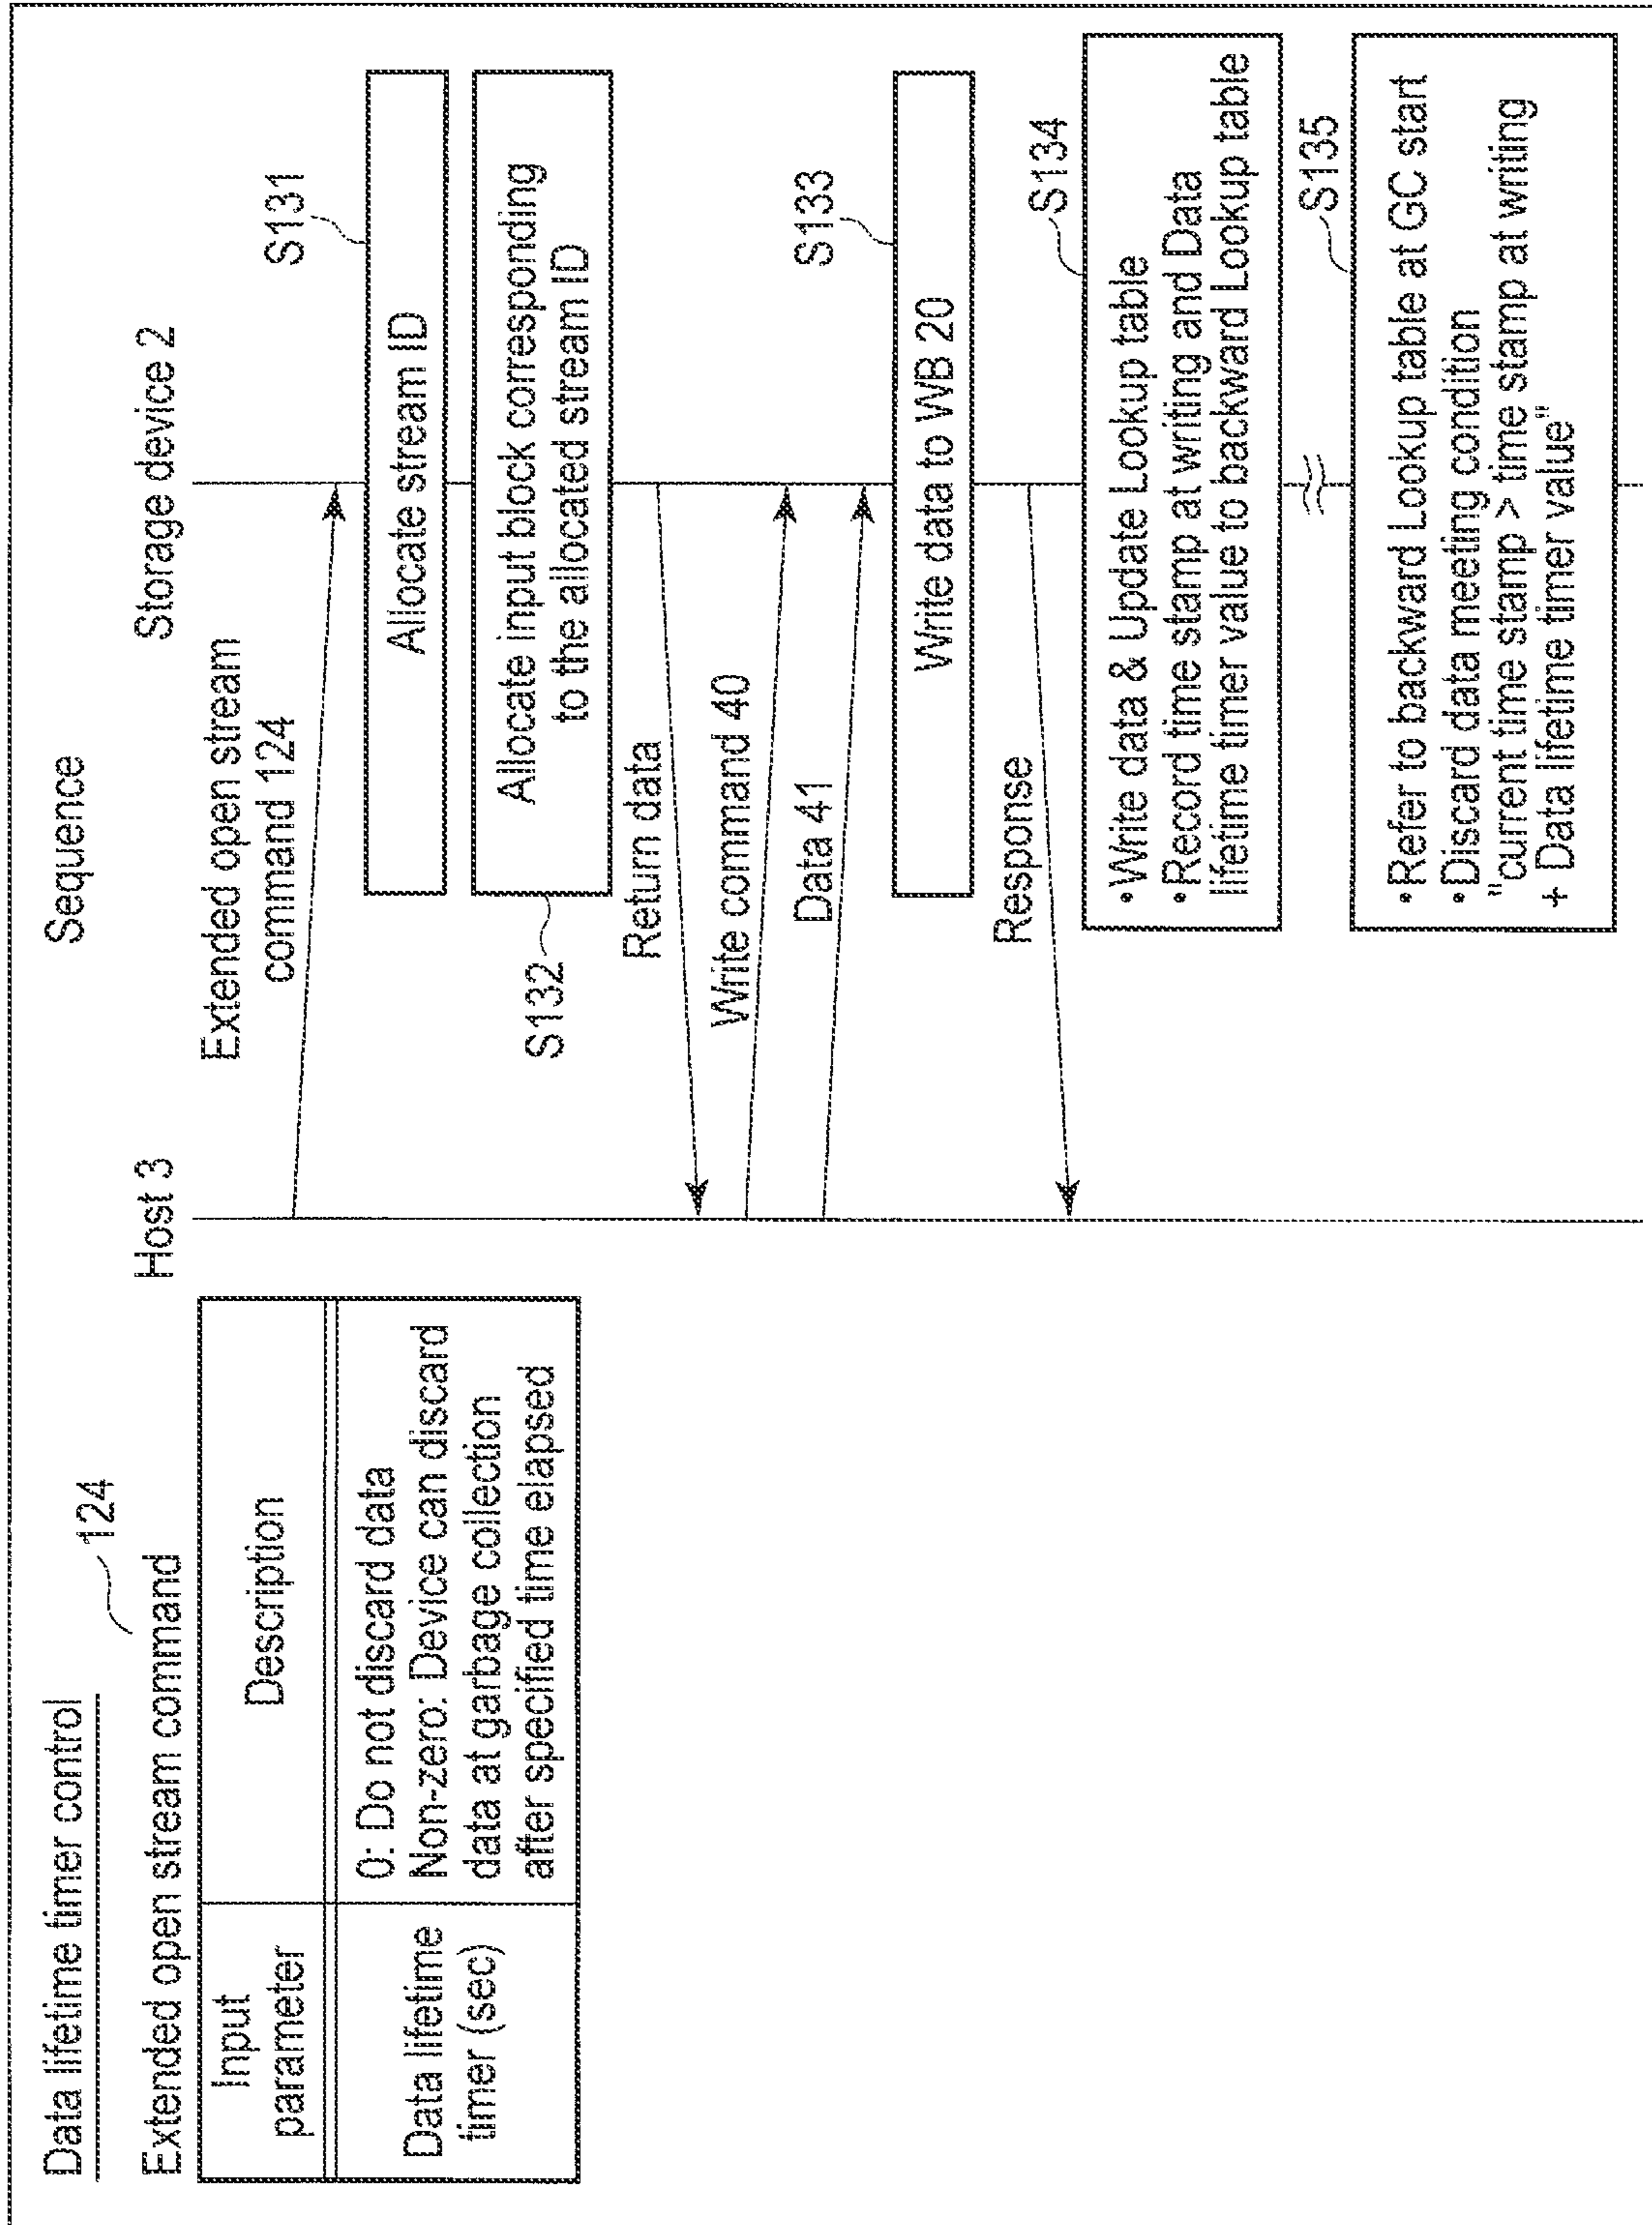 Data lifetime timer control
124
Extended open stream command
Input
parameter
Description
Data lifetime
timer (sec)
0: Do not discard data
Non-zero: Device can discard
data at garbage collection
after specified time elapsed
Sequence
Host 3
Storage device 2
Extended open stream
command 124
S131
Allocate stream ID
S132
Allocate input block corresponding
to the allocated stream ID
Return data
Write command 40
Data 41
S133
Write data to WB 20
Response
S134
•Write data & Update Lookup table
•Record time stamp at writing and Data
lifetime timer value to backward Lookup table
S135
•Refer to backward Lookup table at GC start
•Discard data meeting condition
"current time stamp > time stamp at writing
+ Data lifetime timer value"